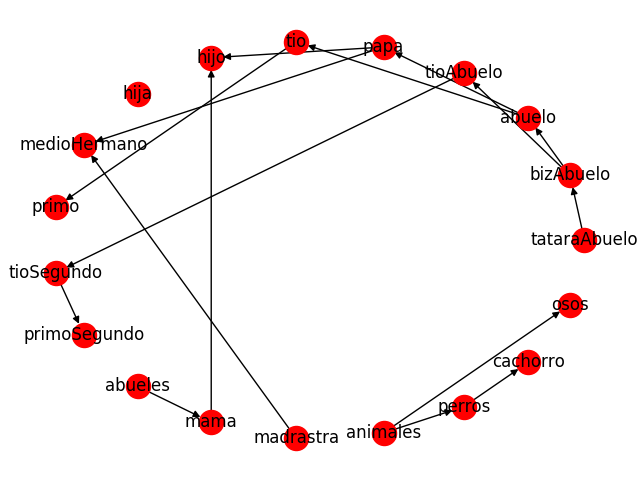 papa
tio
hijo
tioAbuelo
hija
abuelo
medioHermano
bizAbuelo
primo
tataraAbuelo
tioSegundo
osos
primoSegundo
cachorro
abueles
perros
mama
animales
madrastra